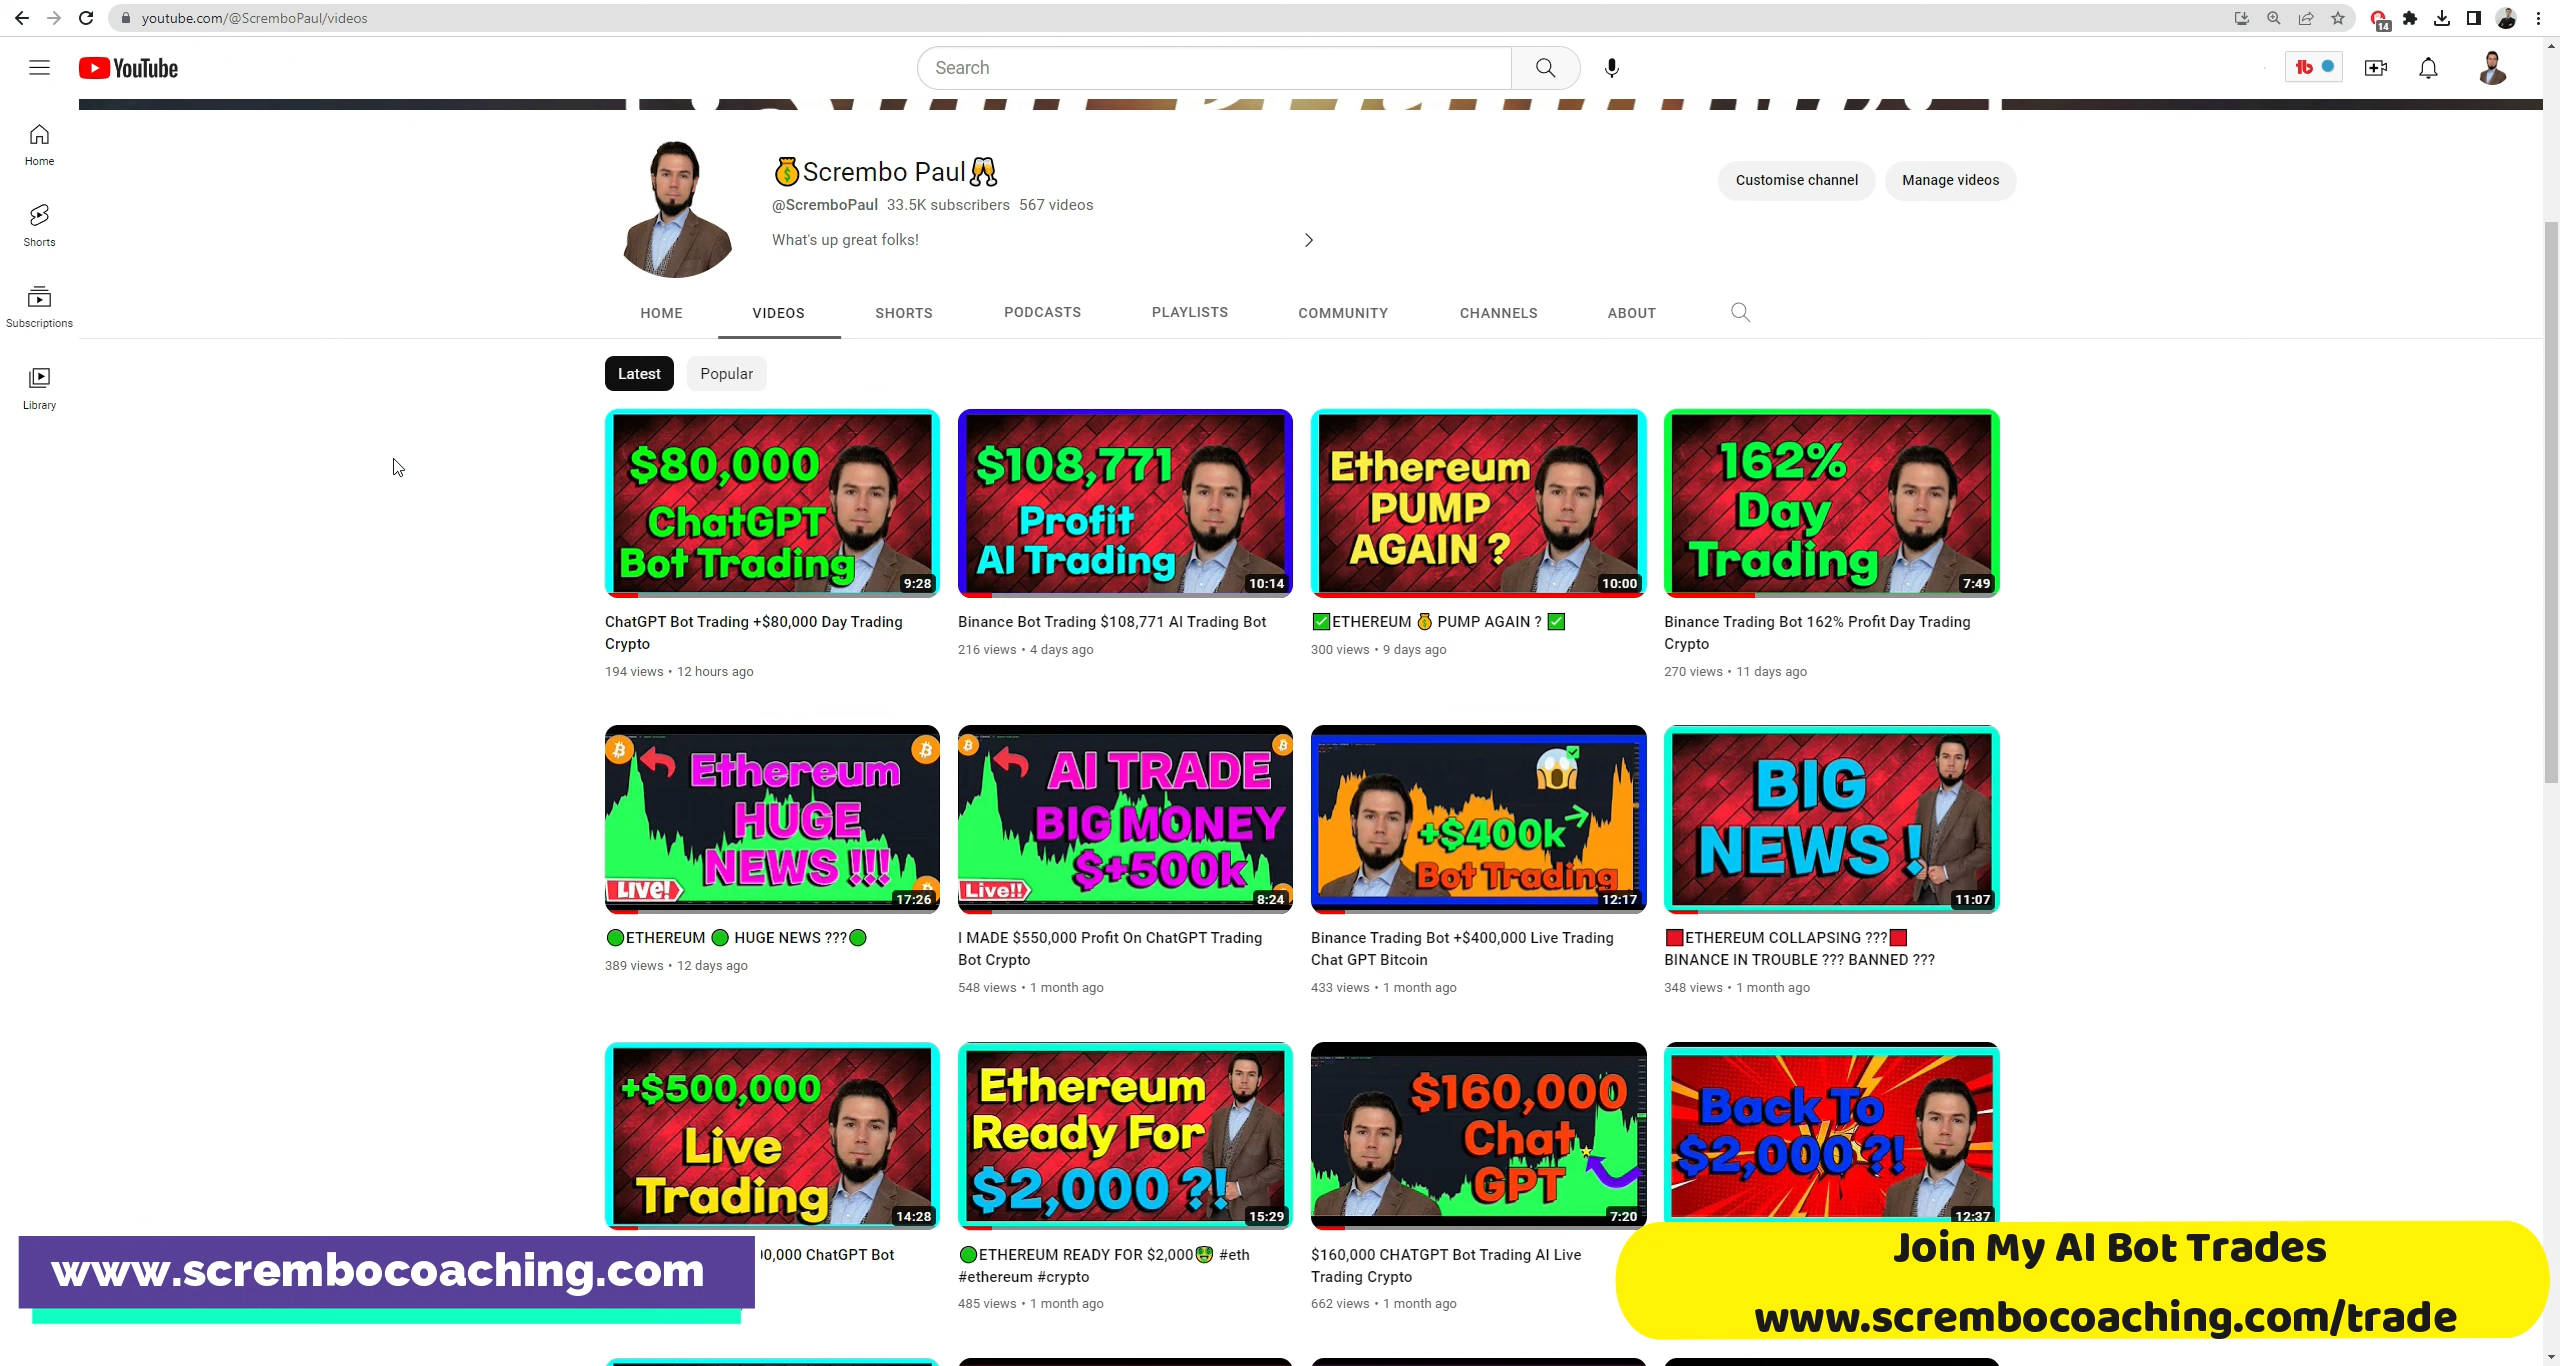 youtube.com/@ScremboPaul/videos
14
YouTube
Search
tb
Home
Shorts
Subscriptions
Library
💰Scrembo Paul🥂
@ScremboPaul 33.5K subscribers 567 videos
What's up great folks!
Customise channel
Manage videos
HOME
VIDEOS
SHORTS
PODCASTS
PLAYLISTS
COMMUNITY
CHANNELS
ABOUT
Latest
Popular
$80,000
ChatGPT
Bot Trading
9:28
ChatGPT Bot Trading +$80,000 Day Trading
Crypto
194 views • 12 hours ago
$108,771
Profit
AI Trading
10:14
Binance Bot Trading $108,771 AI Trading Bot
216 views • 4 days ago
Ethereum
PUMP
AGAIN ?
10:00
✅ETHEREUM 💰 PUMP AGAIN ? ✅
300 views • 9 days ago
162%
Day
Trading
7:49
Binance Trading Bot 162% Profit Day Trading
Crypto
270 views • 11 days ago
Ethereum
HUGE
NEWS !!!
Live!
17:26
🟢ETHEREUM 🟢 HUGE NEWS ???🟢
389 views • 12 days ago
AI TRADE
BIG MONEY
$+500k
Live!!
8:24
I MADE $550,000 Profit On ChatGPT Trading
Bot Crypto
548 views • 1 month ago
+$400k
Bot Trading
12:17
Binance Trading Bot +$400,000 Live Trading
Chat GPT Bitcoin
433 views • 1 month ago
BIG
NEWS !
11:07
🟥ETHEREUM COLLAPSING ???🟥
BINANCE IN TROUBLE ??? BANNED ???
348 views • 1 month ago
+$500,000
Live
Trading
14:28
00,000 ChatGPT Bot
Ethereum
Ready For
$2,000 ?!
15:29
🟢ETHEREUM READY FOR $2,000🤑 #eth
#ethereum #crypto
485 views • 1 month ago
$160,000
Chat
GPT
7:20
$160,000 CHATGPT Bot Trading AI Live
Trading Crypto
662 views • 1 month ago
Back To
$2,000 ?!
12:37
www.scrembocoaching.com
Join My AI Bot Trades
www.scrembocoaching.com/trade